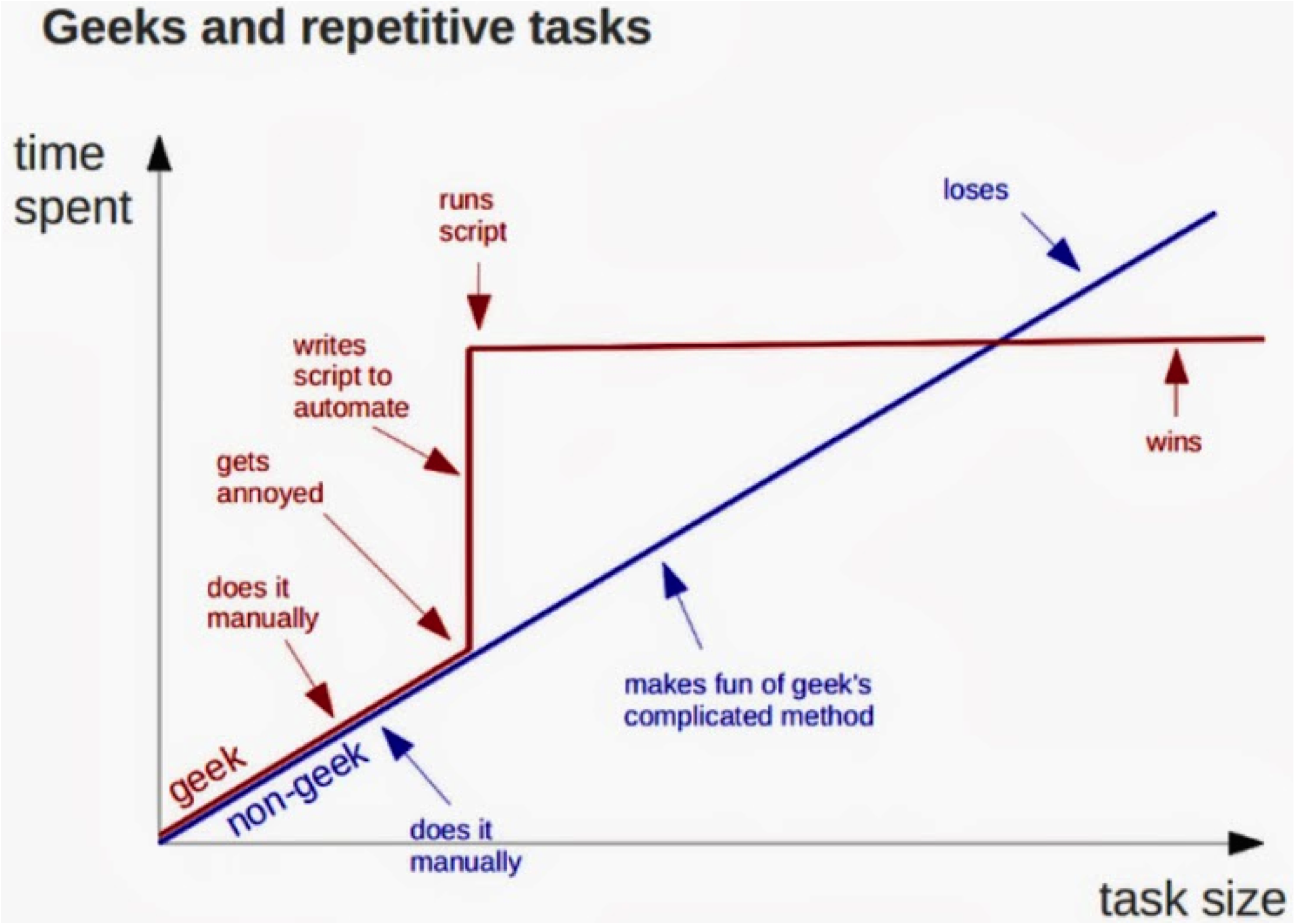 Geeks and repetitive tasks
time
spent
runs
script
loses
writes
script to
automate
wins
gets
annoyed
does it
manually
makes fun of geek's
complicated method
geek
non-geek
does it
manually
task size